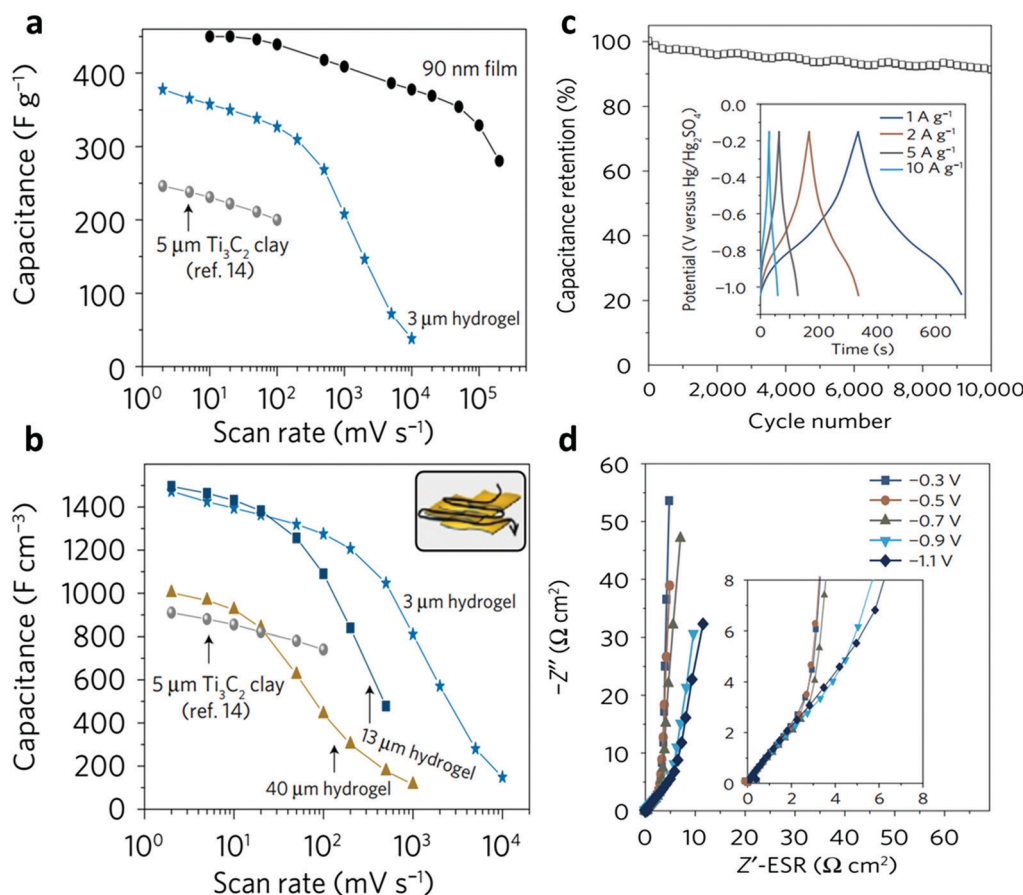 a
Capacitance (F g⁻¹)
400
300
200
100
0
90 nm film
5 µm Ti₃C₂ clay
(ref. 14)
3 µm hydrogel
10⁰ 10¹ 10² 10³ 10⁴ 10⁵
Scan rate (mV s⁻¹)
c
Capacitance retention (%)
100
80
60
40
20
0
0 2,000 4,000 6,000 8,000 10,000
Cycle number
Potential (V versus Hg/Hg₂SO₄)
0.0
−0.2
−0.4
−0.6
−0.8
−1.0
1 A g⁻¹
2 A g⁻¹
5 A g⁻¹
10 A g⁻¹
0 200 400 600
Time (s)
b
Capacitance (F cm⁻³)
1400
1200
1000
800
600
400
200
0
3 µm hydrogel
5 µm Ti₃C₂ clay
(ref. 14)
13 µm hydrogel
40 µm hydrogel
10⁰ 10¹ 10² 10³ 10⁴
Scan rate (mV s⁻¹)
d
−Z″ (Ω cm²)
60
50
40
30
20
10
0
−0.3 V
−0.5 V
−0.7 V
−0.9 V
−1.1 V
8
6
4
2
0
0 2 4 6 8
0 10 20 30 40 50 60
Z′-ESR (Ω cm²)